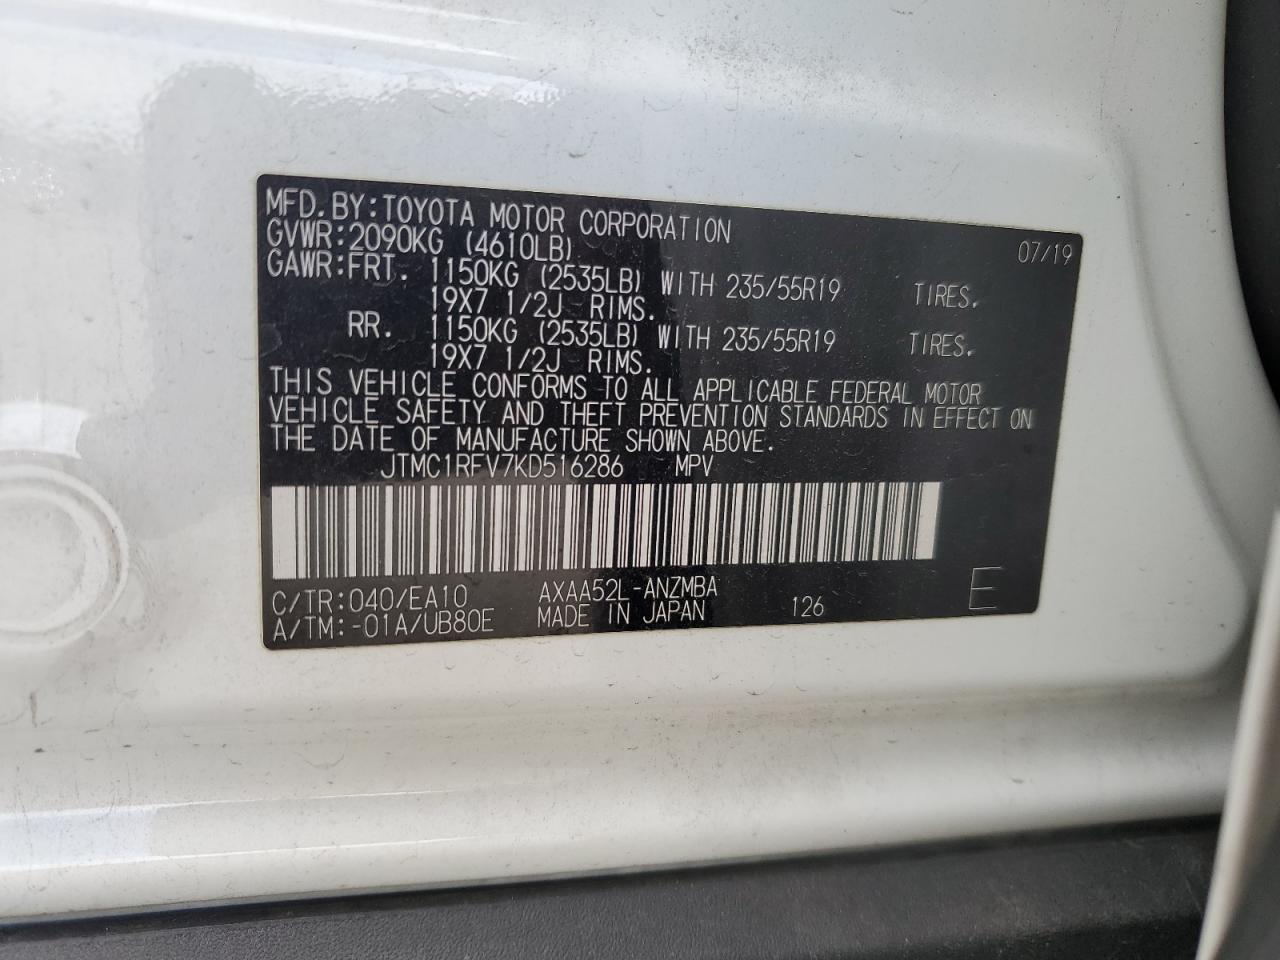 MFD.BY:TOYOTA MOTOR CORPORATION 07/19
GVWR:2090KG (4610LB)
GAWR:FRT. 1150KG (2535LB) WITH 235/55R19 TIRES.
19X7 1/2J RIMS.
RR. 1150KG (2535LB) WITH 235/55R19 TIRES.
19X7 1/2J RIMS.
THIS VEHICLE CONFORMS TO ALL APPLICABLE FEDERAL MOTOR
VEHICLE SAFETY AND THEFT PREVENTION STANDARDS IN EFFECT ON
THE DATE OF MANUFACTURE SHOWN ABOVE.
JTMC1RFV7KD516286 MPV
C/TR:040/EA10 AXAA52L-ANZMBA
A/TM:-01A/UB80E MADE IN JAPAN 126 E